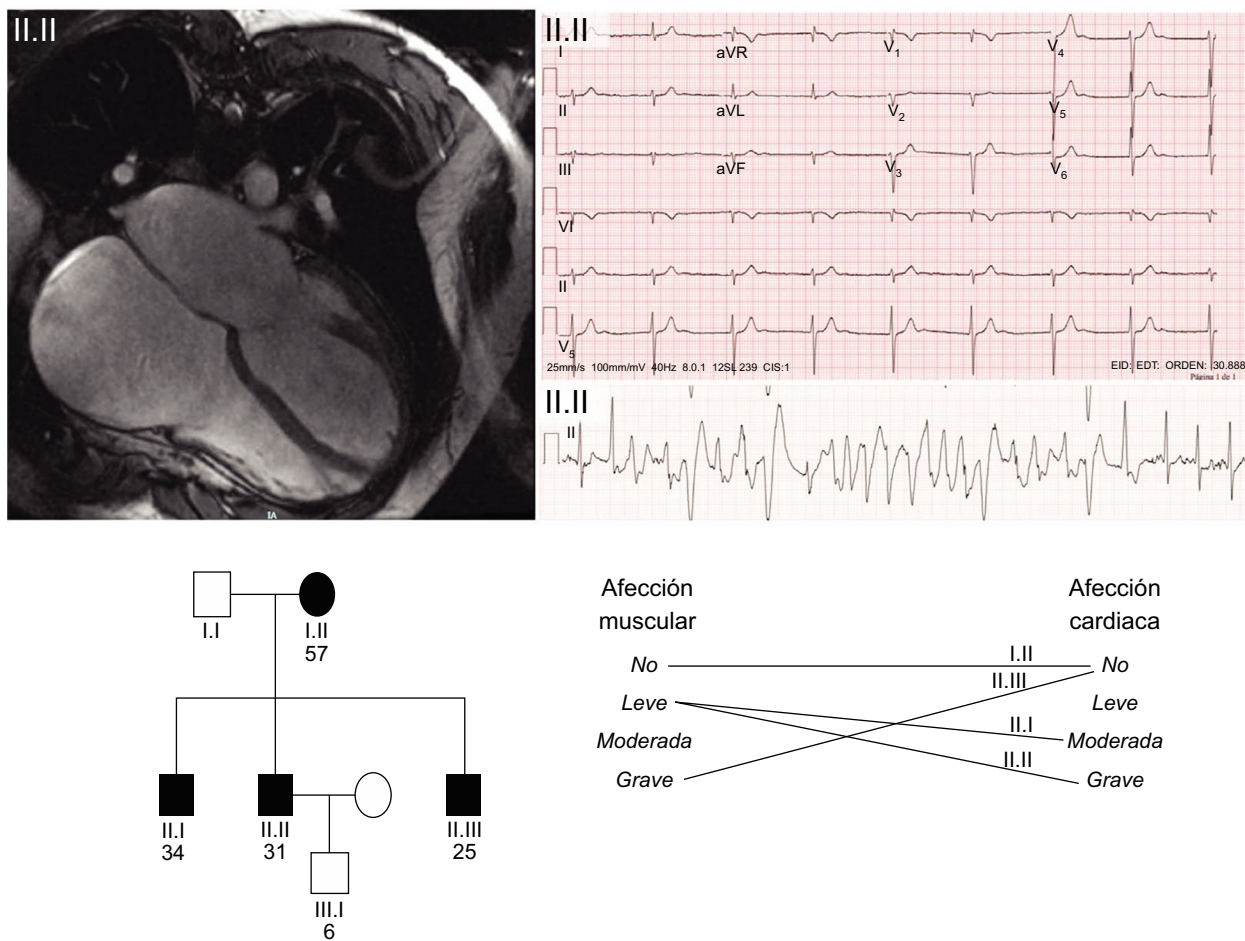 II.II
IA
II.II
I
aVR
V1
V4
II
aVL
V2
V5
III
aVF
V3
V6
VI
II
V5
25mm/s 100mm/mV 40Hz 8.0.1 12SL 239 CIS:1
EID: EDT: ORDEN: |30.888
Página 1 de 1
II.II
II
I.I
I.II
57
II.I
34
II.II
31
II.III
25
III.I
6
Afección muscular
Afección cardiaca
No
I.II
No
II.III
Leve
Leve
II.I
Moderada
Moderada
II.II
Grave
Grave